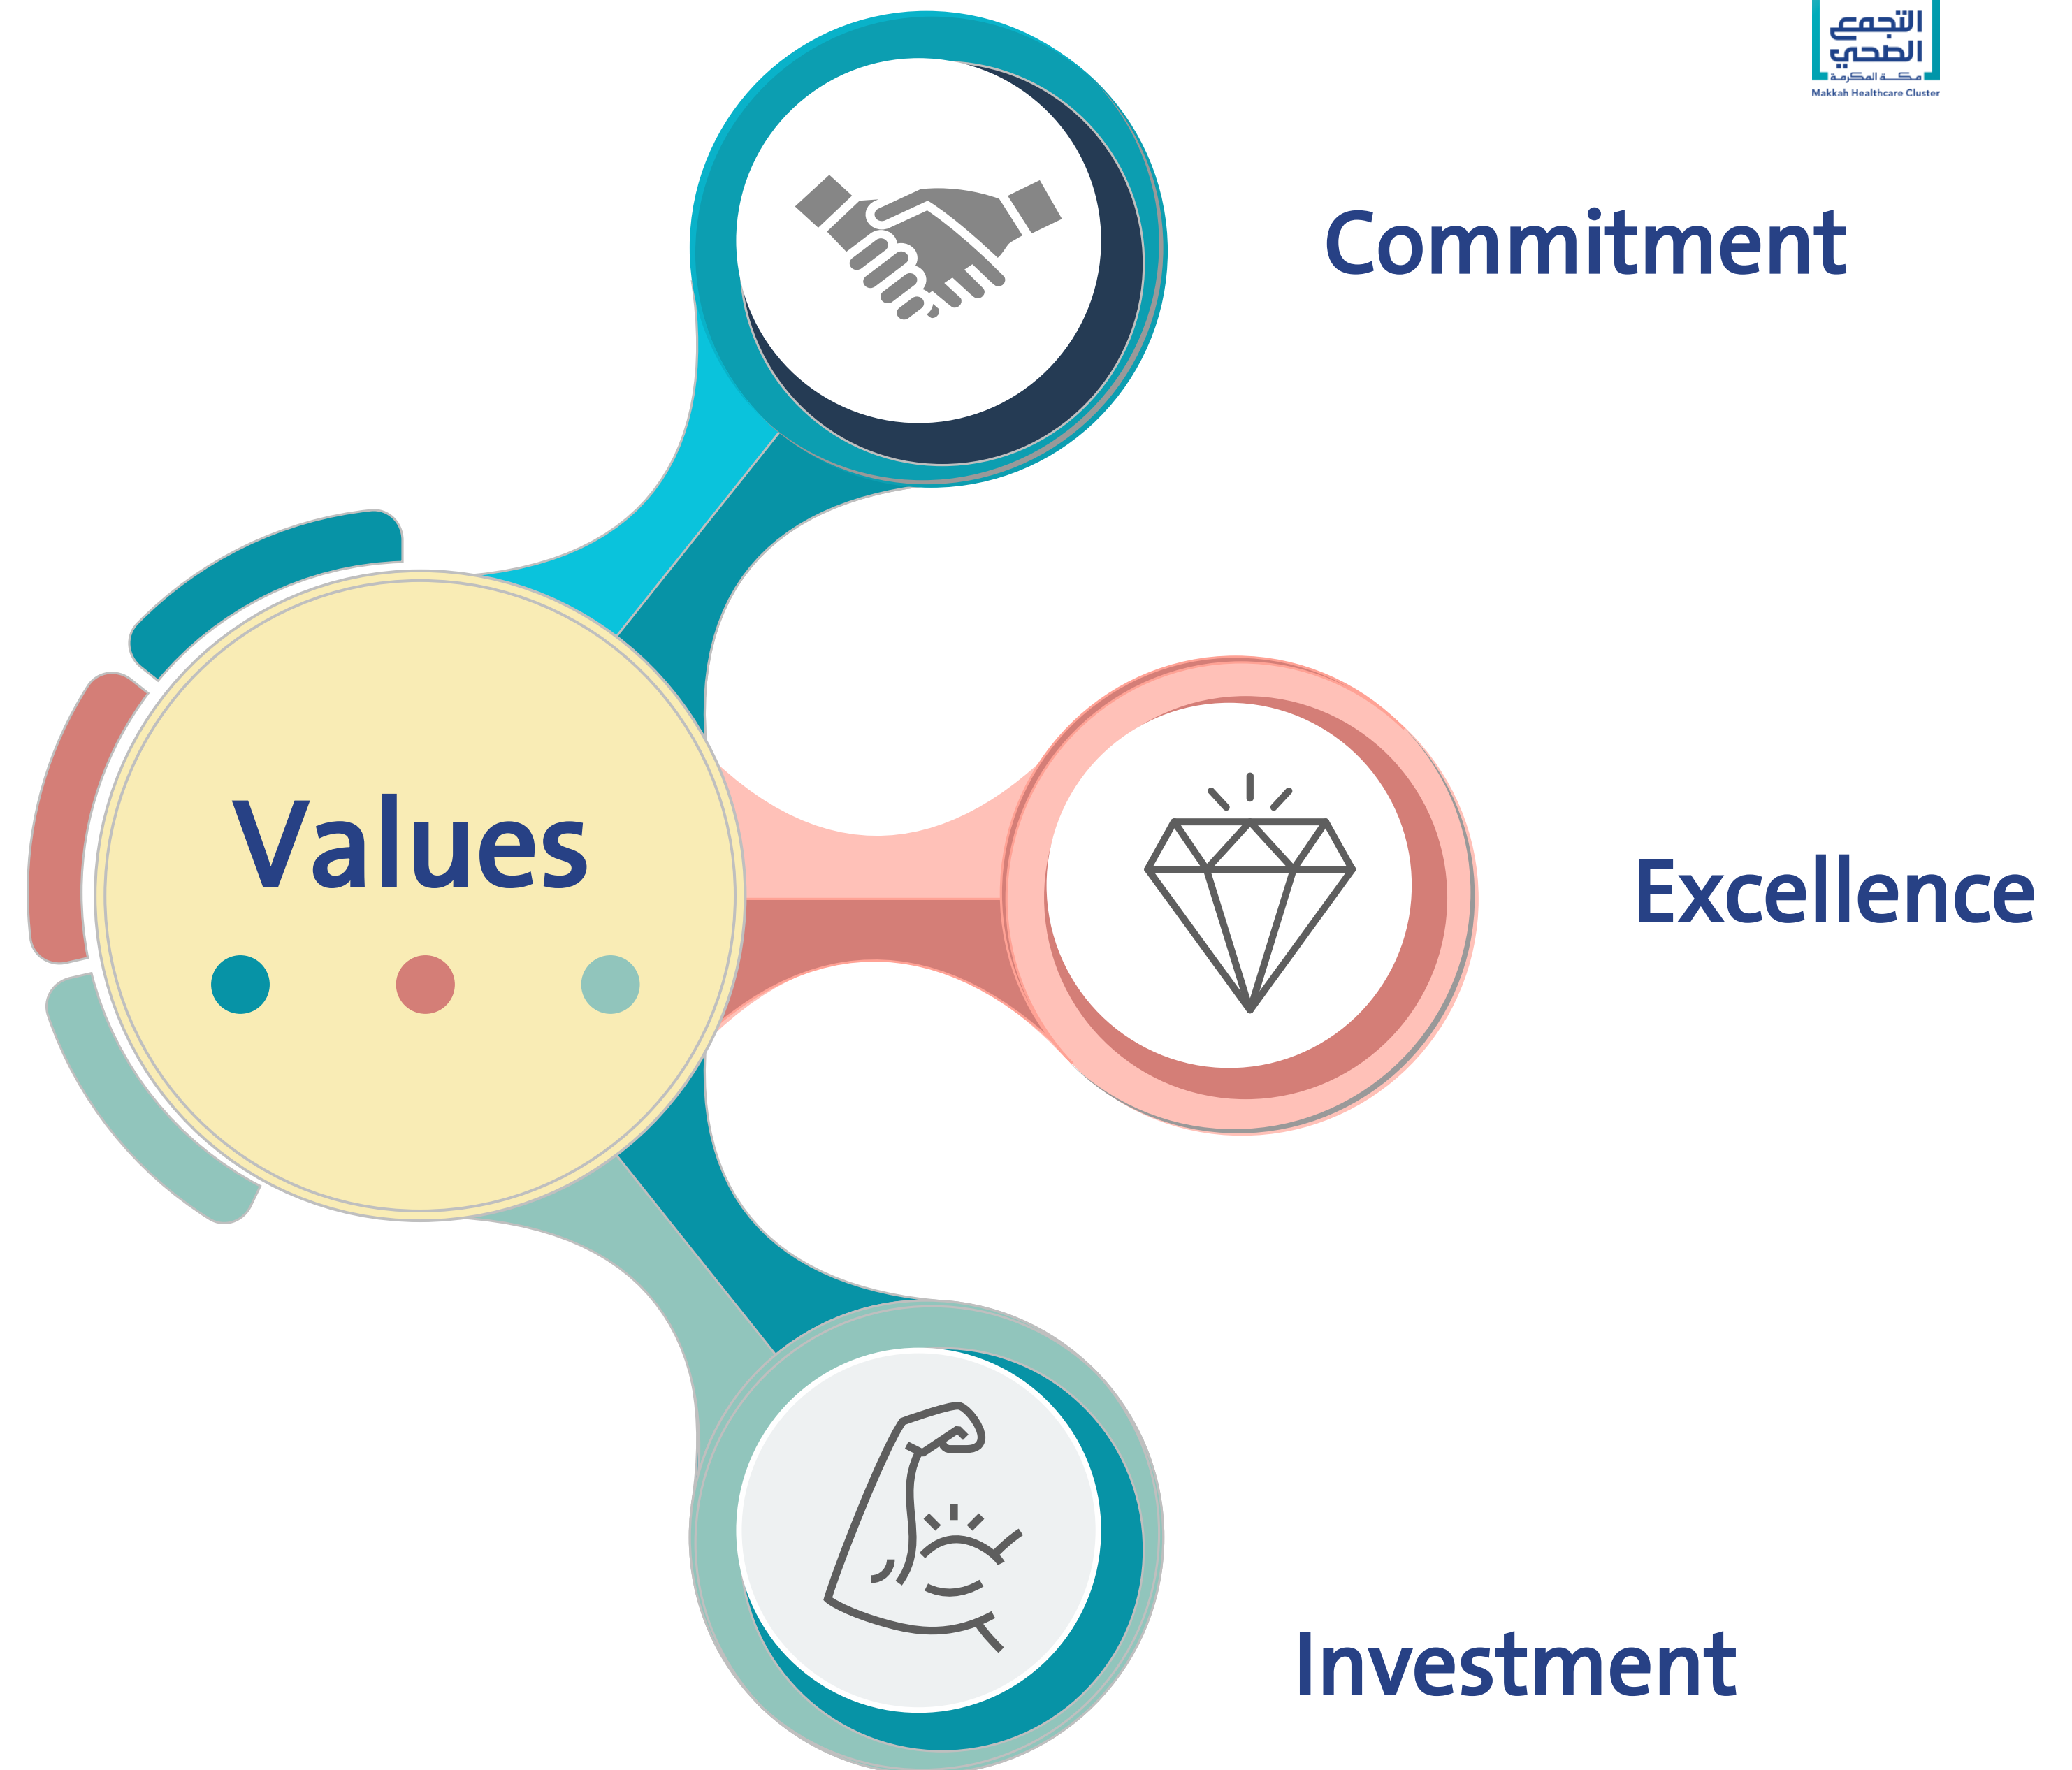 التجمع
الصحي
مكة المكرمة
Makkah Healthcare Cluster
Commitment
Values
Excellence
Investment